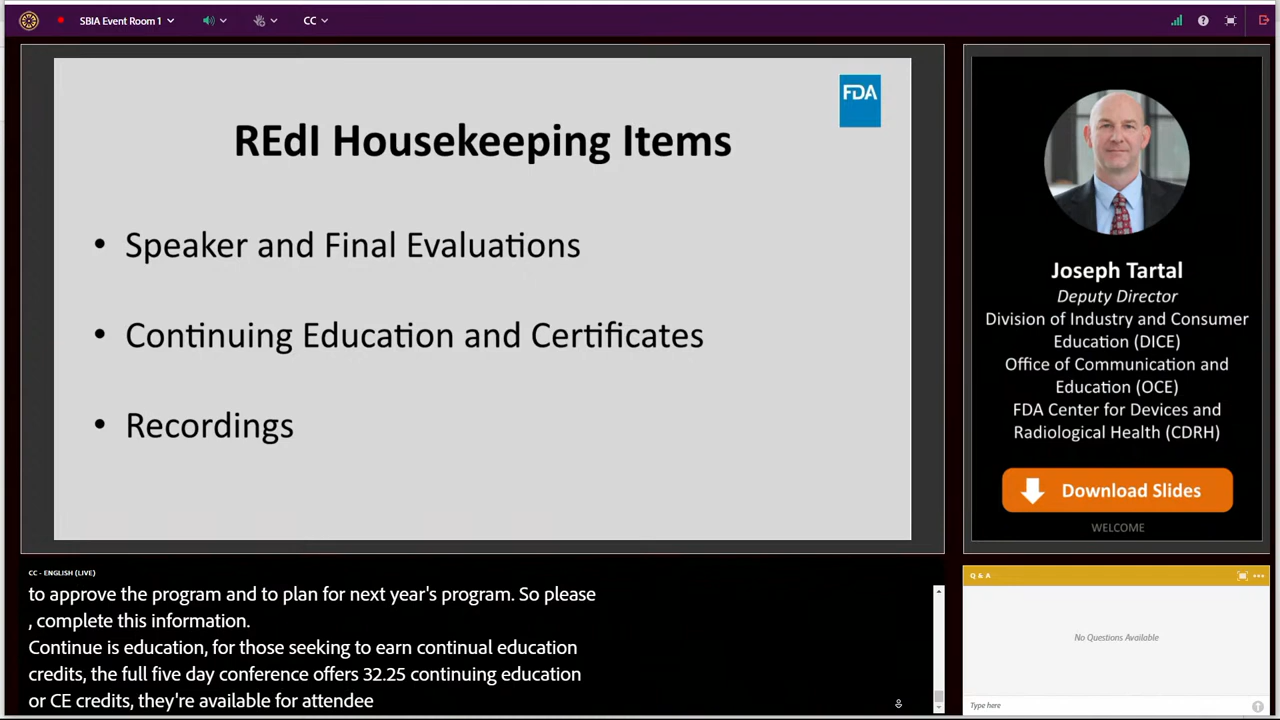 SBIA Event Room 1
CC
FDA
REdI Housekeeping Items
• Speaker and Final Evaluations
• Continuing Education and Certificates
• Recordings
Joseph Tartal
Deputy Director
Division of Industry and Consumer
Education (DICE)
Office of Communication and
Education (OCE)
FDA Center for Devices and
Radiological Health (CDRH)
Download Slides
WELCOME
CC - ENGLISH (LIVE)
to approve the program and to plan for next year's program. So please
, complete this information.
Continue is education, for those seeking to earn continual education
credits, the full five day conference offers 32.25 continuing education
or CE credits, they're available for attendee
Q & A
No Questions Available
Type here